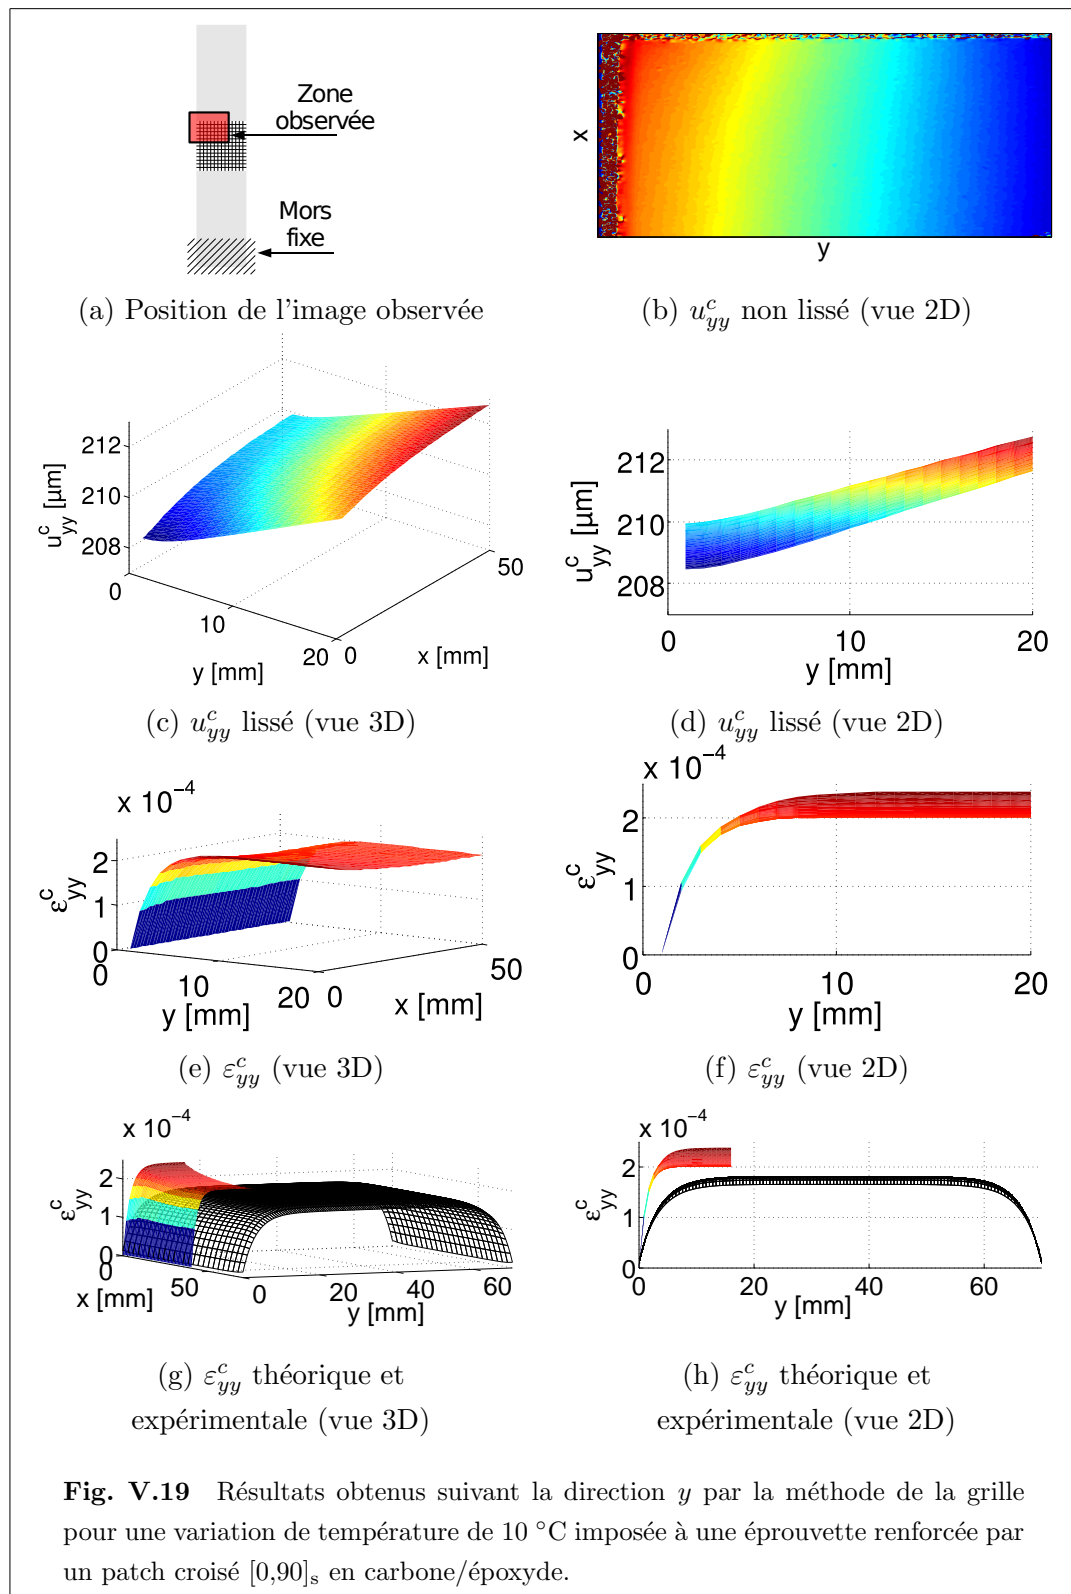 Zone
observée
Mors
fixe
x
y
(a) Position de l'image observée
(b) u^c_yy non lissé (vue 2D)
212
210
208
u^c_yy [µm]
0
10
20
y [mm]
0
50
x [mm]
212
210
208
u^c_yy [µm]
0
10
20
y [mm]
(c) u^c_yy lissé (vue 3D)
(d) u^c_yy lissé (vue 2D)
x 10^−4
2
1
0
ε^c_yy
0
10
20
y [mm]
0
50
x [mm]
x 10^−4
2
1
0
ε^c_yy
0
10
20
y [mm]
(e) ε^c_yy (vue 3D)
(f) ε^c_yy (vue 2D)
x 10^−4
2
1
0
ε^c_yy
0
50
x [mm]
0
20
40
60
y [mm]
x 10^−4
2
1
0
ε^c_yy
0
20
40
60
y [mm]
(g) ε^c_yy théorique et
expérimentale (vue 3D)
(h) ε^c_yy théorique et
expérimentale (vue 2D)
Fig. V.19 Résultats obtenus suivant la direction y par la méthode de la grille
pour une variation de température de 10 °C imposée à une éprouvette renforcée par
un patch croisé [0,90]_s en carbone/époxyde.